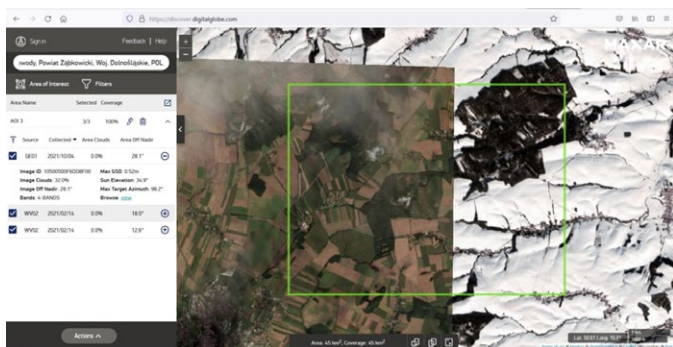 https://discover.digitalglobe.com
Sign in
Feedback | Help
rwody, Powiat Ząbkowicki, Woj. Dolnośląskie, POL
Area of Interest
Filters
MAXAR
Area Name Selected Coverage
AOI 3 3/3 100%
Source Collected Area Clouds Area Off Nadir
GE01 2021/10/04 0.0% 28.1°
Image Clouds: 32.0%
Image Off Nadir: 28.1°
Bands: 4-BANDS
Max GSD: 0.52m
Sun Elevation: 34.9°
Max Target Azimuth: 98.2°
Browse: view
WV02 2021/02/14 0.0% 18.0°
WV02 2021/02/14 0.0% 12.6°
Actions
Area: 45 km², Coverage: 45 km²